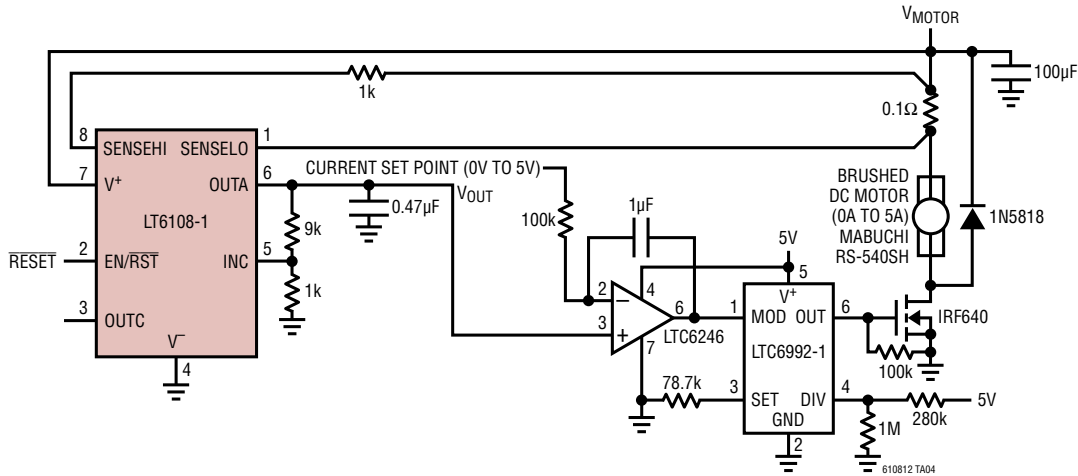 VMOTOR
100µF
1k
0.1Ω
8
SENSEHI
SENSELO
1
7
V+
OUTA
6
LT6108-1
RESET
2
EN/RST
INC
5
3
OUTC
V–
4
9k
1k
0.47µF
VOUT
CURRENT SET POINT (0V TO 5V)
100k
1µF
2
–
3
+
4
6
7
LTC6246
5V
5
V+
1
MOD
OUT
6
LTC6992-1
3
SET
DIV
4
GND
2
78.7k
BRUSHED
DC MOTOR
(0A TO 5A)
MABUCHI
RS-540SH
1N5818
IRF640
100k
1M
280k
5V
610812 TA04